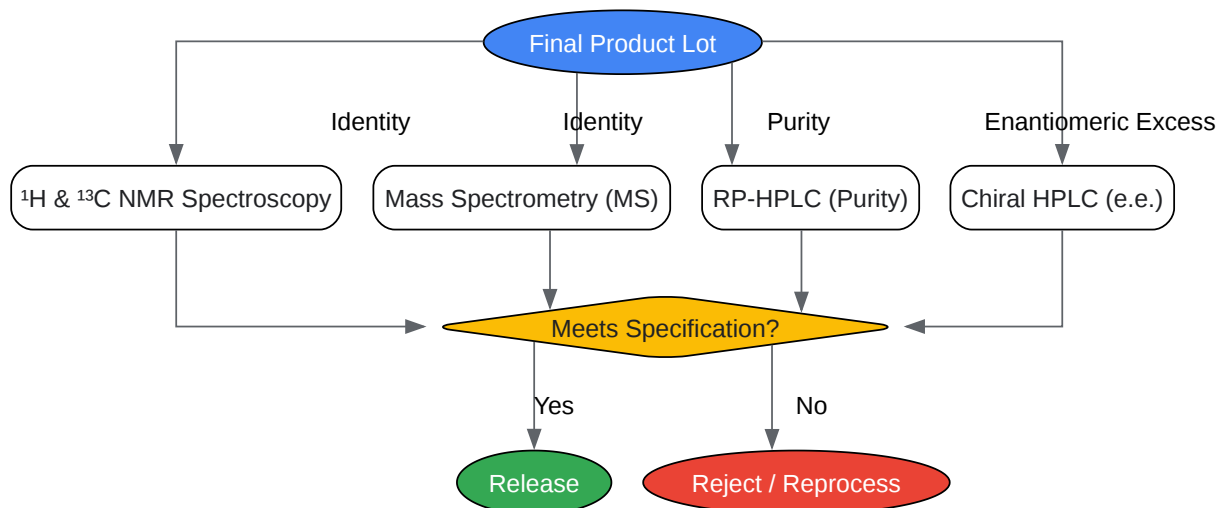 Final Product Lot
Identity
Identity
Purity
Enantiomeric Excess
¹H & ¹³C NMR Spectroscopy
Mass Spectrometry (MS)
RP-HPLC (Purity)
Chiral HPLC (e.e.)
Meets Specification?
Yes
No
Release
Reject / Reprocess